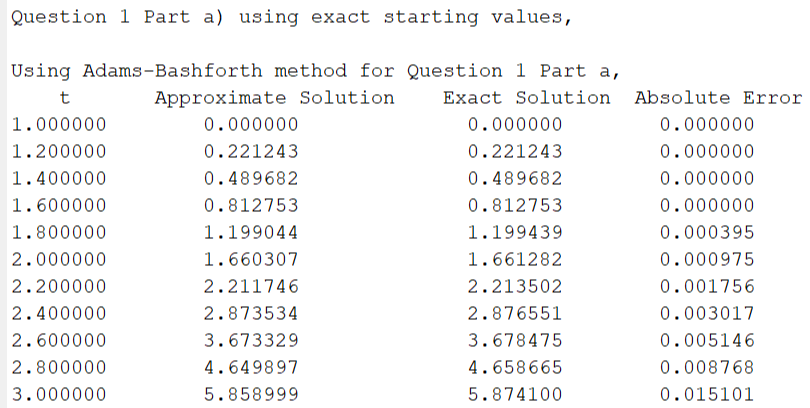 Question 1 Part a) using exact starting values,
Using Adams-Bashforth method for Question 1 Part a,
t Approximate Solution Exact Solution Absolute Error
1.000000 0.000000 0.000000 0.000000
1.200000 0.221243 0.221243 0.000000
1.400000 0.489682 0.489682 0.000000
1.600000 0.812753 0.812753 0.000000
1.800000 1.199044 1.199439 0.000395
2.000000 1.660307 1.661282 0.000975
2.200000 2.211746 2.213502 0.001756
2.400000 2.873534 2.876551 0.003017
2.600000 3.673329 3.678475 0.005146
2.800000 4.649897 4.658665 0.008768
3.000000 5.858999 5.874100 0.015101